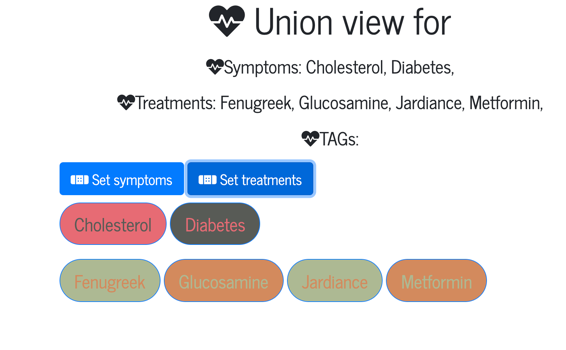 Union view for
Symptoms: Cholesterol, Diabetes,
Treatments: Fenugreek, Glucosamine, Jardiance, Metformin,
TAGs:
Set symptoms Set treatments
Cholesterol Diabetes
Fenugreek Glucosamine Jardiance Metformin